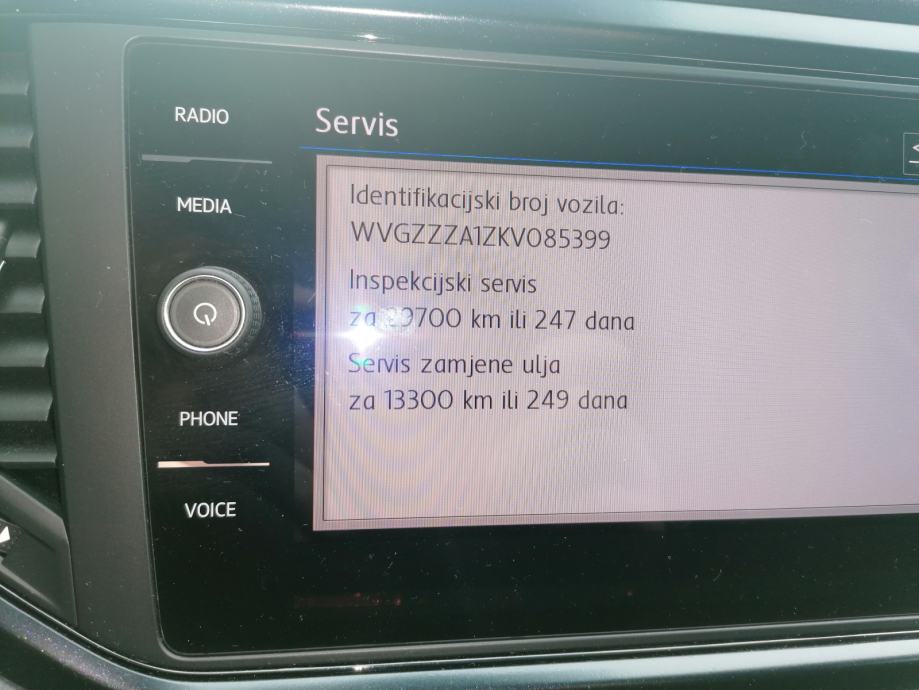 RADIO
MEDIA
PHONE
VOICE
Servis
Identifikacijski broj vozila:
WVGZZZA1ZKV085399
Inspekcijski servis
za km ili 247 dana
Servis zamjene ulja
za 13300 km ili 249 dana